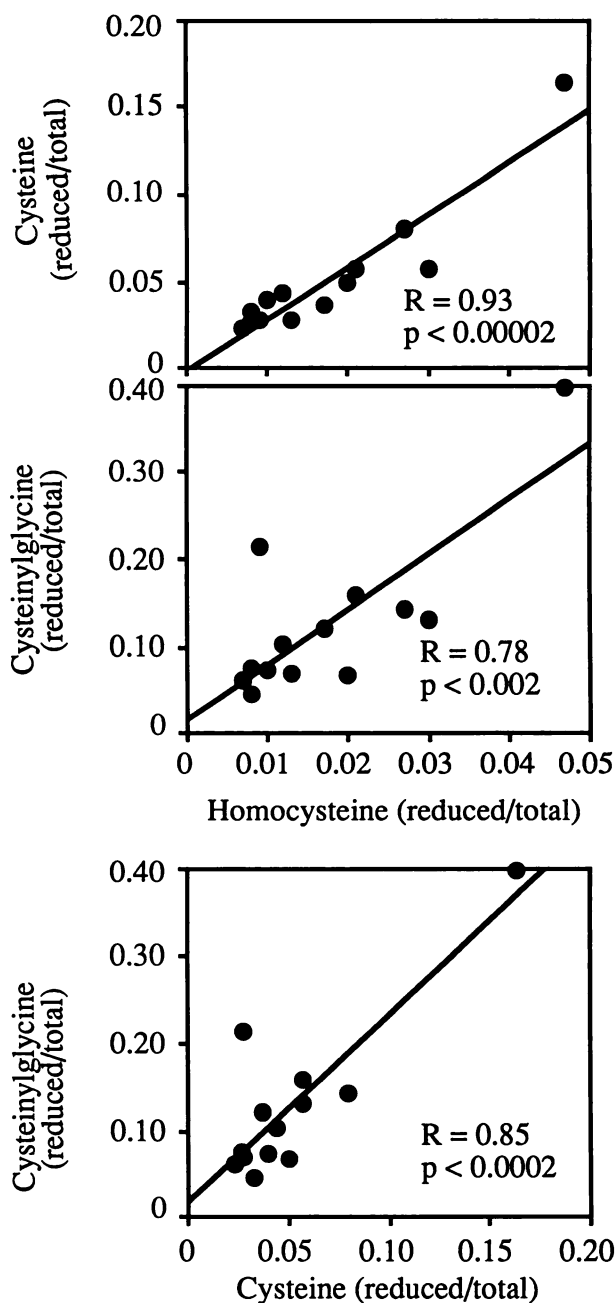 Cysteine
(reduced/total)
0.20
0.15
0.10
0.05
0
R = 0.93
p < 0.00002
Cysteinylglycine
(reduced/total)
0.40
0.30
0.20
0.10
0
R = 0.78
p < 0.002
0 0.01 0.02 0.03 0.04 0.05
Homocysteine (reduced/total)
Cysteinylglycine
(reduced/total)
0.40
0.30
0.20
0.10
0
R = 0.85
p < 0.0002
0 0.05 0.10 0.15 0.20
Cysteine (reduced/total)